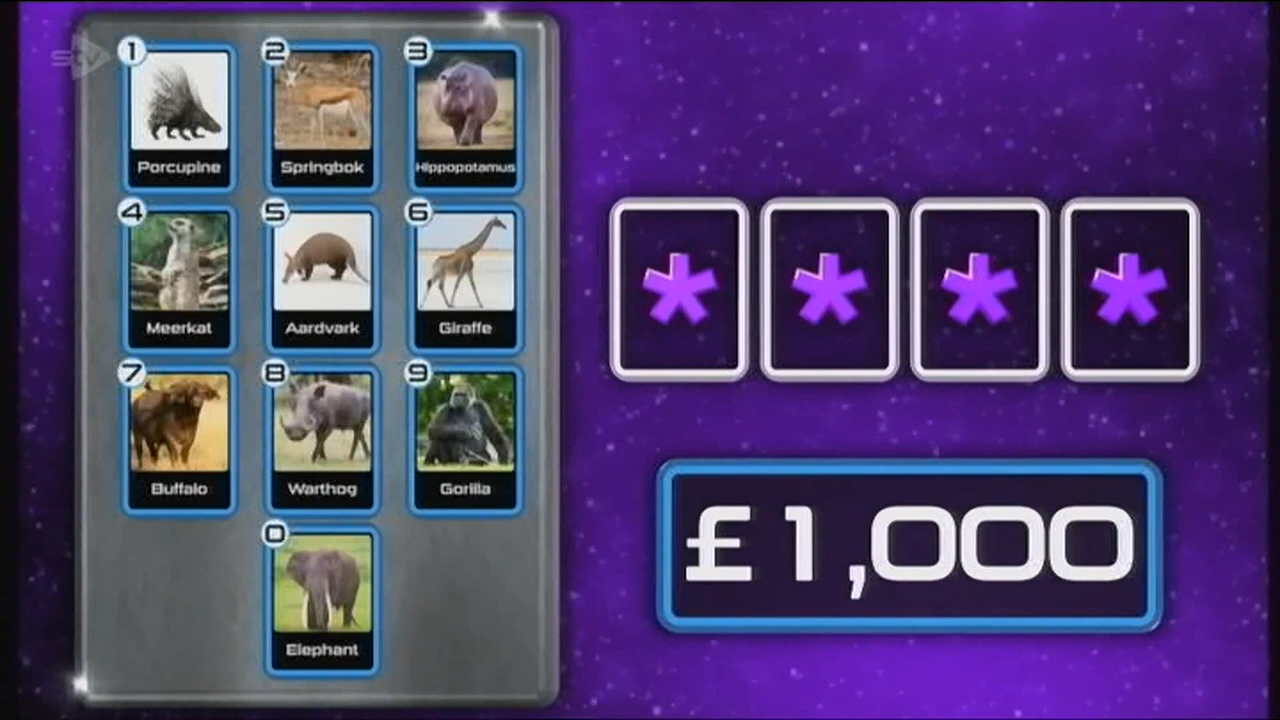 stv
1
2
3
Porcupine
Springbok
Hippopotamus
4
5
6
Meerkat
Aardvark
Giraffe
7
8
9
Buffalo
Warthog
Gorilla
0
Elephant
* * * *
£1,000